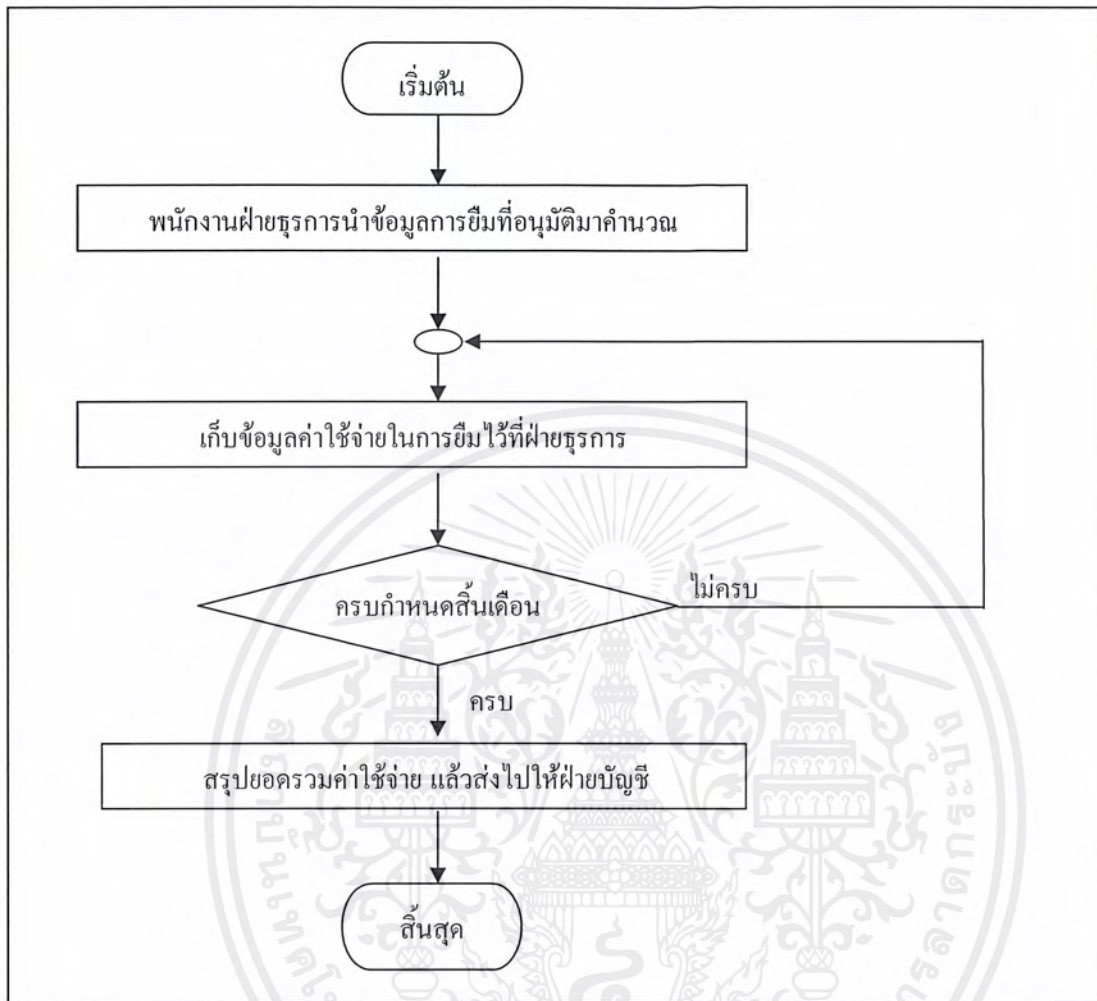 เริ่มต้น
พนักงานฝ่ายธุรการนำข้อมูลการยืมที่อนุมัติมาคำนวณ
เก็บข้อมูลค่าใช้จ่ายในการยืมไว้ที่ฝ่ายธุรการ
ครบกำหนดสิ้นเดือน
ไม่ครบ
ครบ
สรุปยอดรวมค่าใช้จ่าย แล้วส่งไปให้ฝ่ายบัญชี
สิ้นสุด